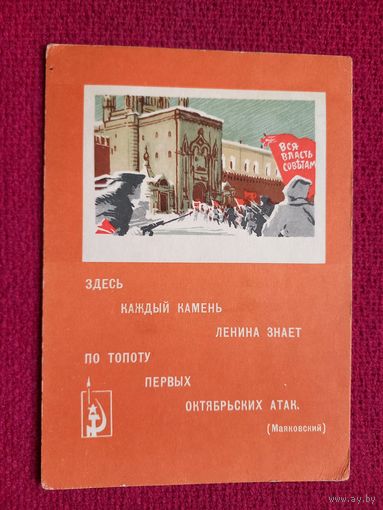 ВСЯ
ВЛАСТЬ
СОВЕТАМ
ЗДЕСЬ
КАЖДЫЙ КАМЕНЬ
ЛЕНИНА ЗНАЕТ
ПО ТОПОТУ
ПЕРВЫХ
ОКТЯБРЬСКИХ АТАК.
(Маяковский)
www.ay.by